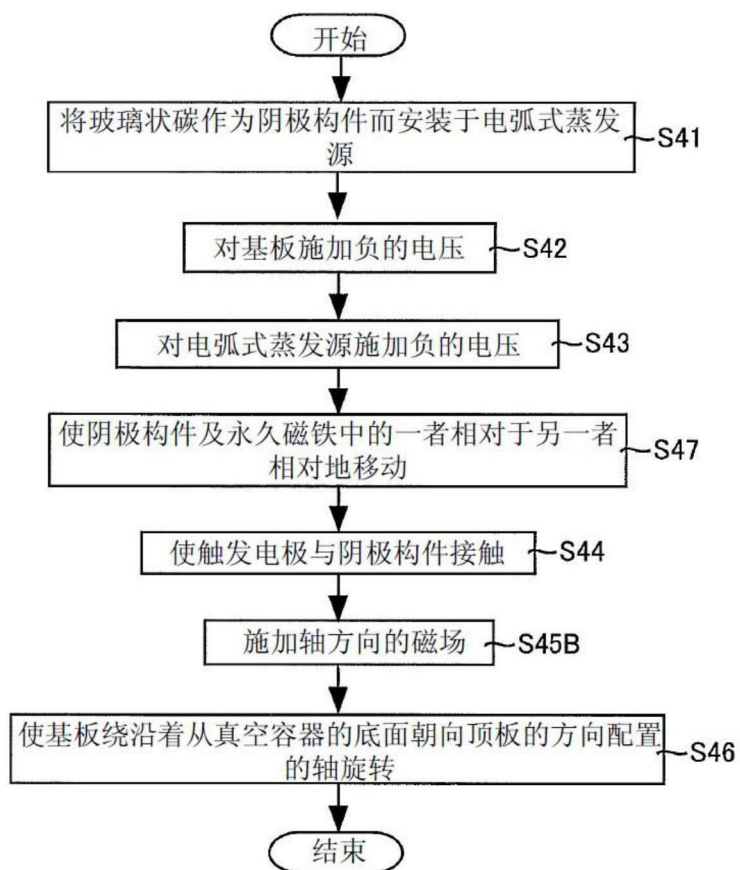 开始
将玻璃状碳作为阴极构件而安装于电弧式蒸发
源
S41
对基板施加负的电压
S42
对电弧式蒸发源施加负的电压
S43
使阴极构件及永久磁铁中的一者相对于另一者
相对地移动
S47
使触发电极与阴极构件接触
S44
施加轴方向的磁场
S45B
使基板绕沿着从真空容器的底面朝向顶板的方向配置
的轴旋转
S46
结束